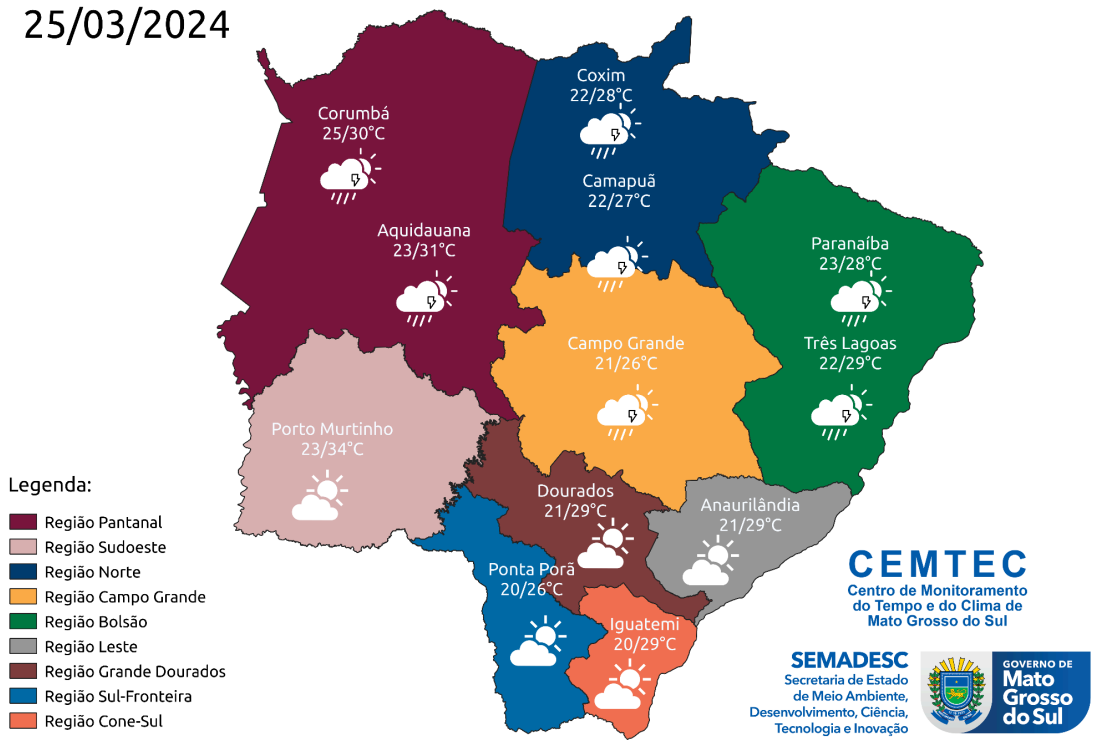 25/03/2024
Coxim
22/28°C
Corumbá
25/30°C
Camapuã
22/27°C
Aquidauana
23/31°C
Paranaíba
23/28°C
Campo Grande
21/26°C
Três Lagoas
22/29°C
Porto Murtinho
23/34°C
Dourados
21/29°C
Anaurilândia
21/29°C
Ponta Porã
20/26°C
Iguatemi
20/29°C
Legenda:
Região Pantanal
Região Sudoeste
Região Norte
Região Campo Grande
Região Bolsão
Região Leste
Região Grande Dourados
Região Sul-Fronteira
Região Cone-Sul
CEMTEC
Centro de Monitoramento
do Tempo e do Clima de
Mato Grosso do Sul
SEMADESC
Secretaria de Estado
de Meio Ambiente,
Desenvolvimento, Ciência,
Tecnologia e Inovação
GOVERNO DE
Mato
Grosso
do Sul